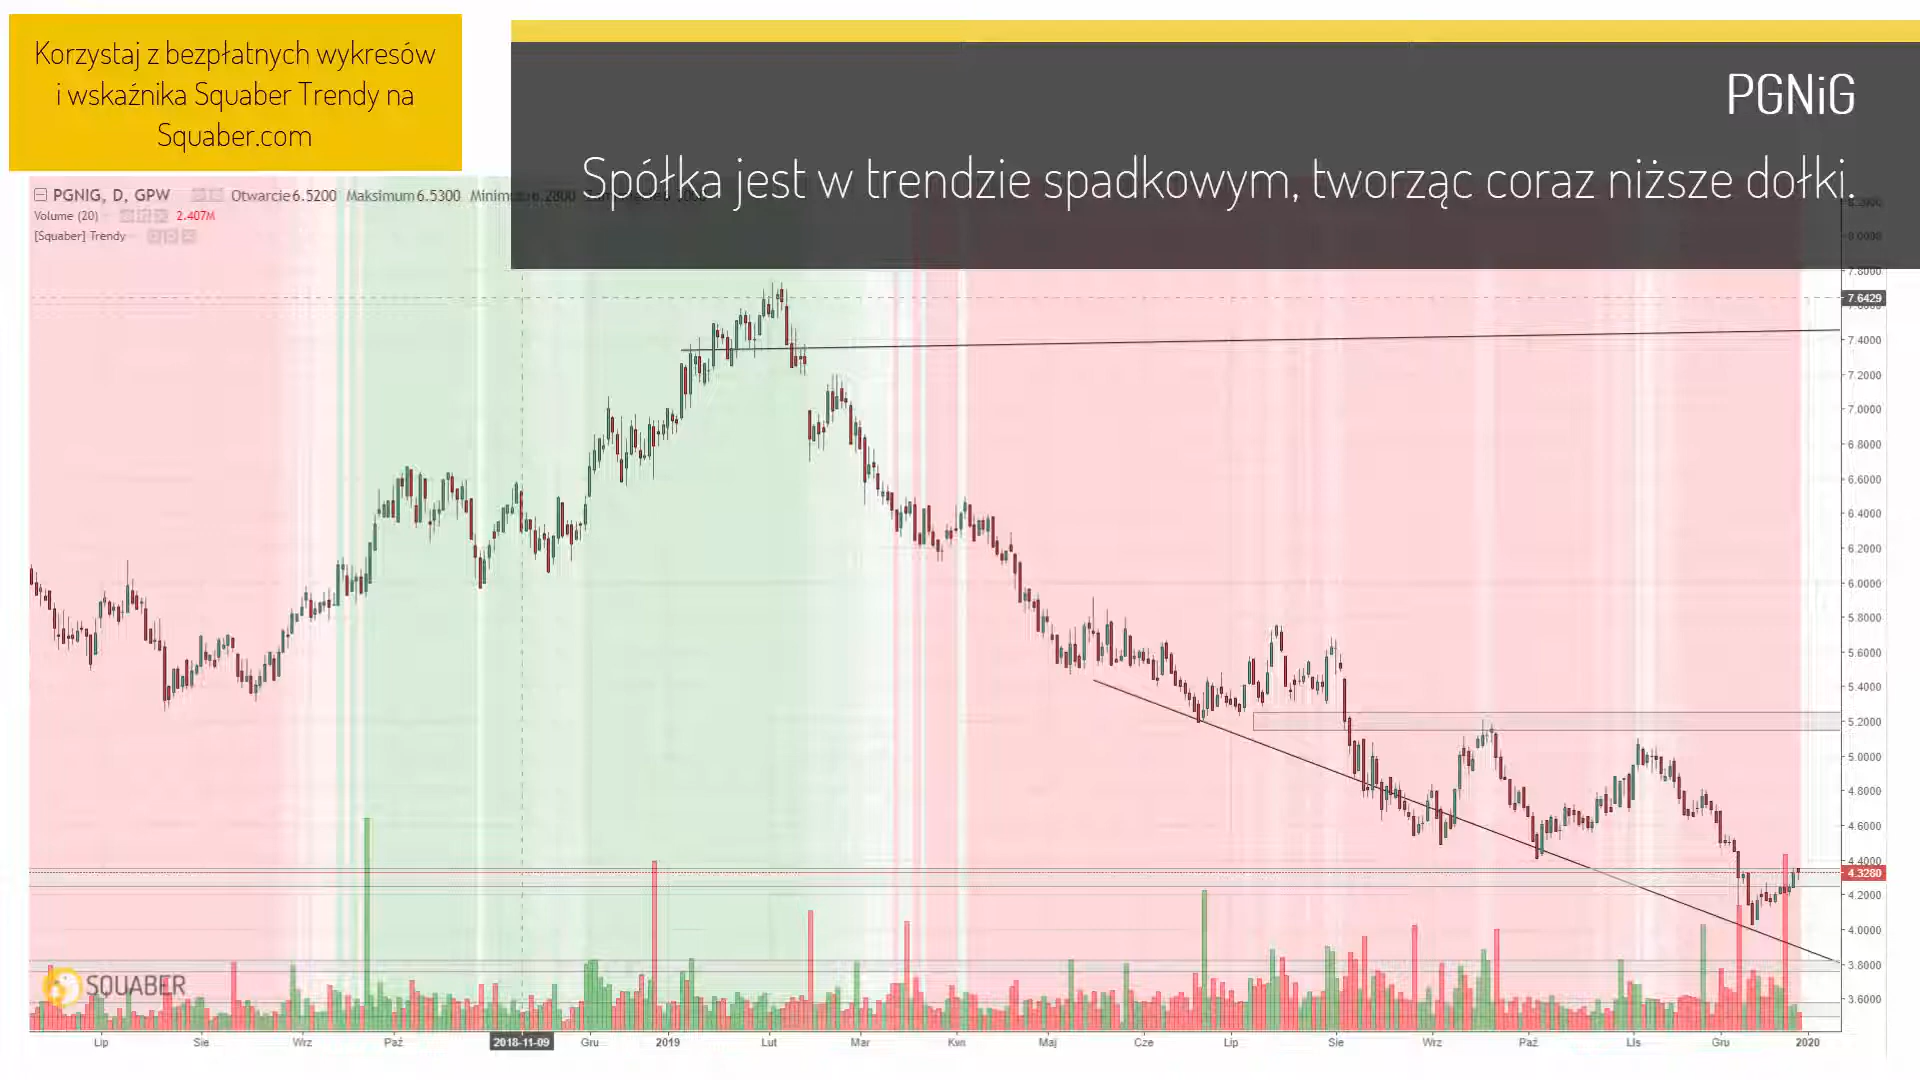 Korzystaj z bezpłatnych wykresów
i wskaźnika Squaber Trendy na
Squaber.com
PGNiG
Spółka jest w trendzie spadkowym, tworząc coraz niższe dołki.
PGNIG, D, GPW Otwarcie6.5200 Maksimum6.5300
Volume (20) 2.407M
[Squaber] Trendy
8.0000
7.8000
7.6429
7.4000
7.2000
7.0000
6.8000
6.6000
6.4000
6.2000
6.0000
5.8000
5.6000
5.4000
5.2000
5.0000
4.8000
4.6000
4.4000
4.3280
4.2000
4.0000
3.8000
3.6000
SQUABER
Lip Sie Wrz Paź 2018-11-09 Gru 2019 Lut Mar Kwi Maj Cze Lip Sie Wrz Paź Lis Gru 2020